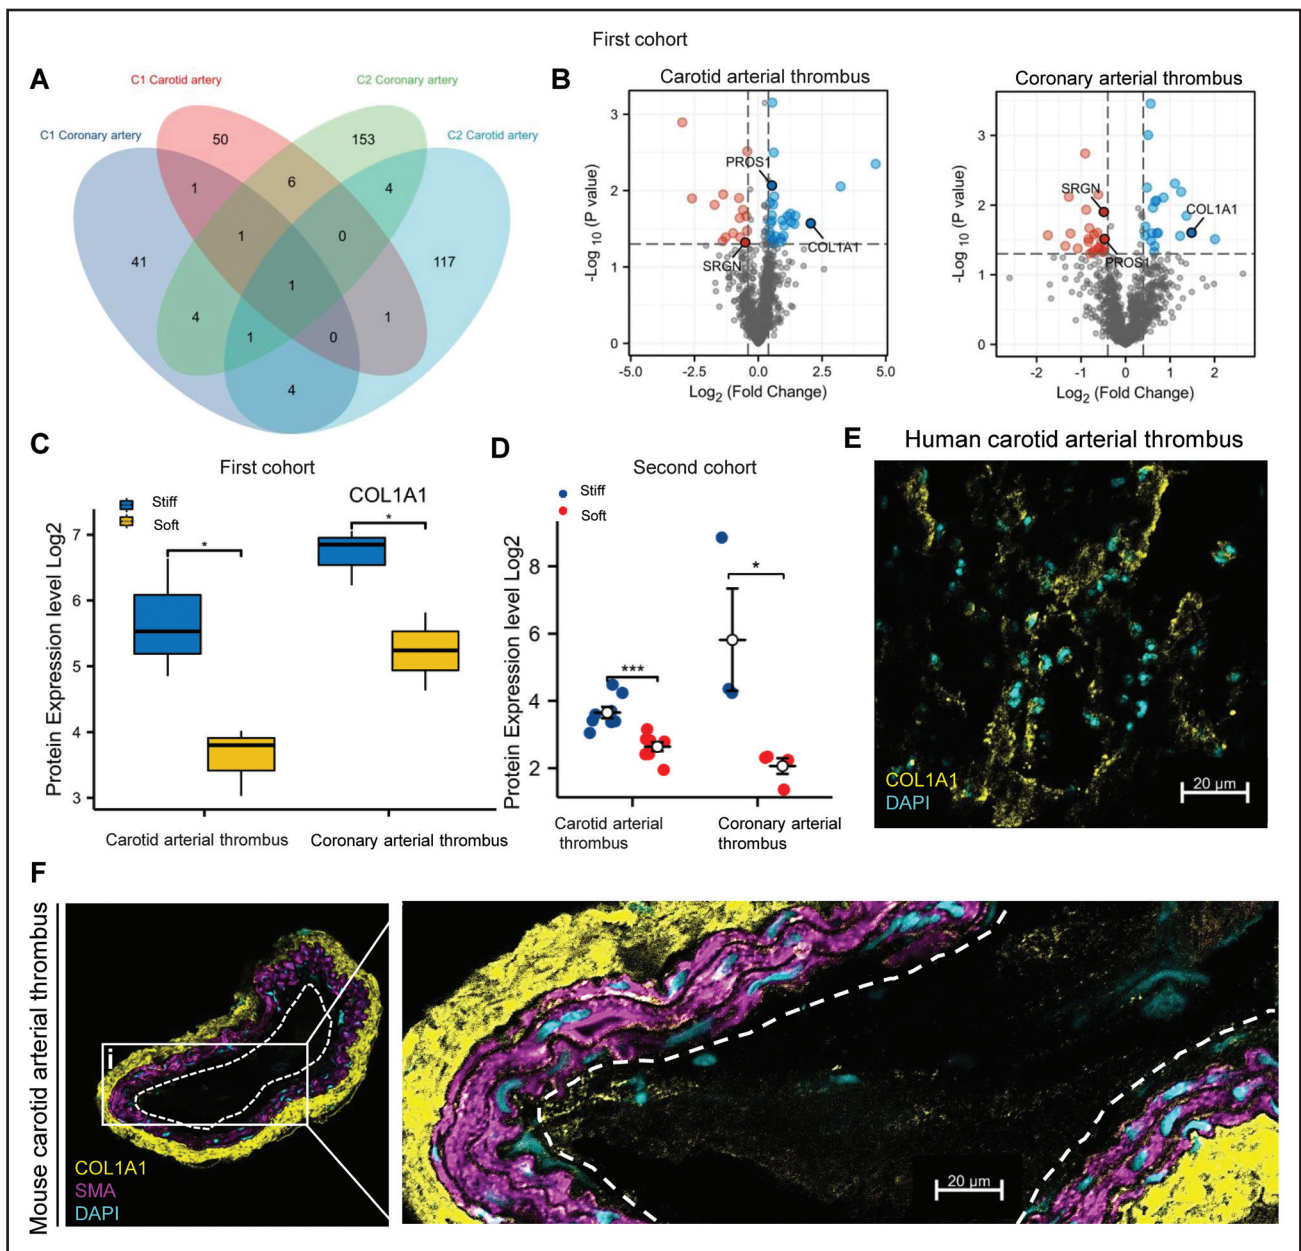 First cohort
A
C1 Carotid artery
C2 Coronary artery
C1 Coronary artery
C2 Carotid artery
50
153
1
6
4
1
0
41
117
1
4
1
1
0
4
B
Carotid arterial thrombus
-Log 10 (P value)
3
2
1
0
PROS1
COL1A1
SRGN
-5.0
-2.5
0.0
2.5
5.0
Log2 (Fold Change)
Coronary arterial thrombus
-Log 10 (P value)
3
2
1
0
SRGN
COL1A1
PROS1
-2
-1
0
1
2
Log2 (Fold Change)
C
First cohort
COL1A1
Stiff
Soft
*
*
Protein Expression level Log2
7
6
5
4
3
Carotid arterial thrombus
Coronary arterial thrombus
D
Second cohort
Stiff
Soft
***
*
Protein Expression level Log2
8
6
4
2
Carotid arterial
thrombus
Coronary arterial
thrombus
E
Human carotid arterial thrombus
COL1A1
DAPI
20 µm
F
Mouse carotid arterial thrombus
i
COL1A1
SMA
DAPI
20 µm